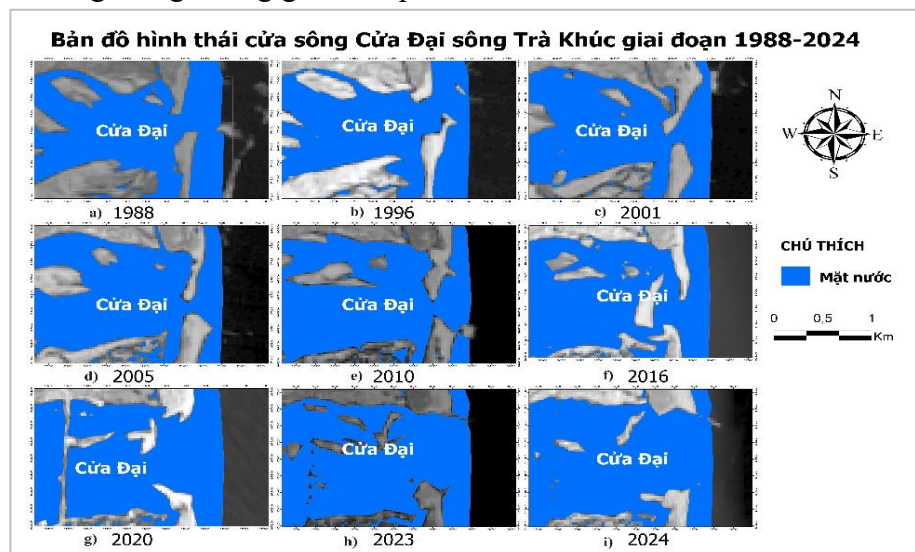 Bản đồ hình thái cửa sông Cửa Đại sông Trà Khúc giai đoạn 1988-2024
Cửa Đại
Cửa Đại
Cửa Đại
a) 1988
b) 1996
c) 2001
N
W E
S
Cửa Đại
Cửa Đại
Cửa Đại
d) 2005
e) 2010
f) 2016
CHÚ THÍCH
Mặt nước
0 0,5 1
Km
Cửa Đại
Cửa Đại
Cửa Đại
g) 2020
h) 2023
i) 2024